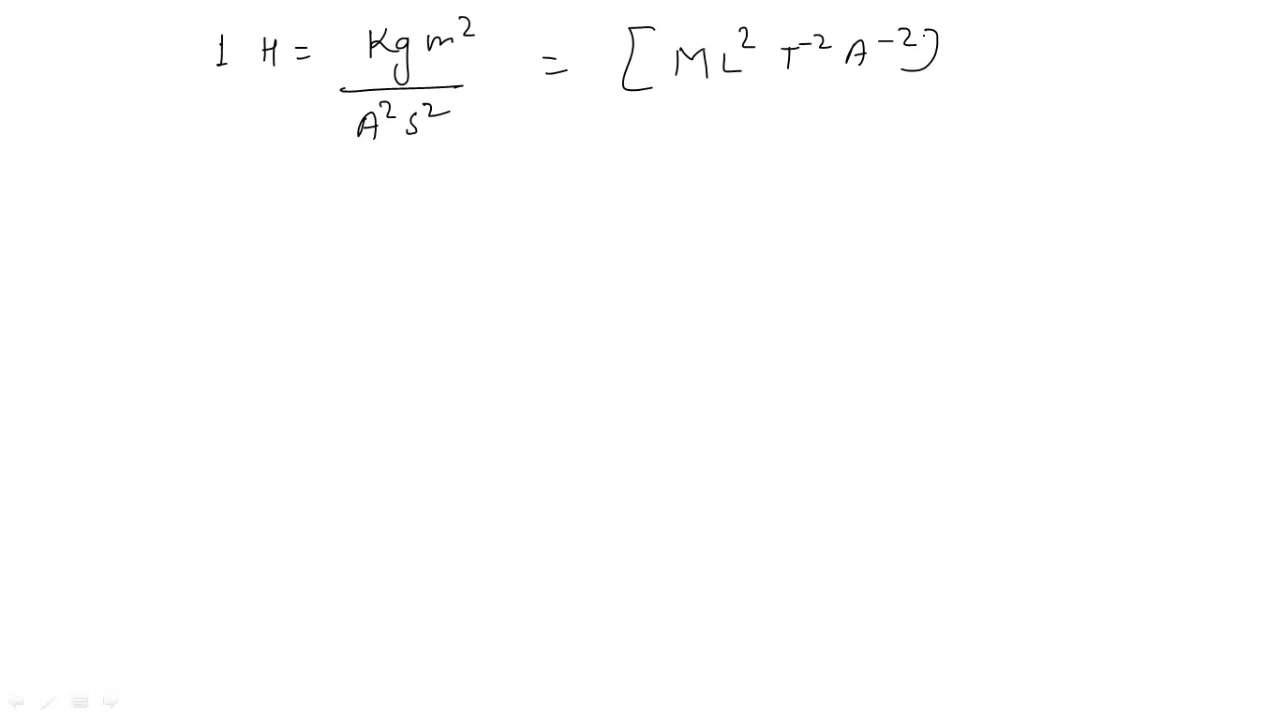 1 H = Kg m² / A² s² = [M L² T⁻² A⁻²]